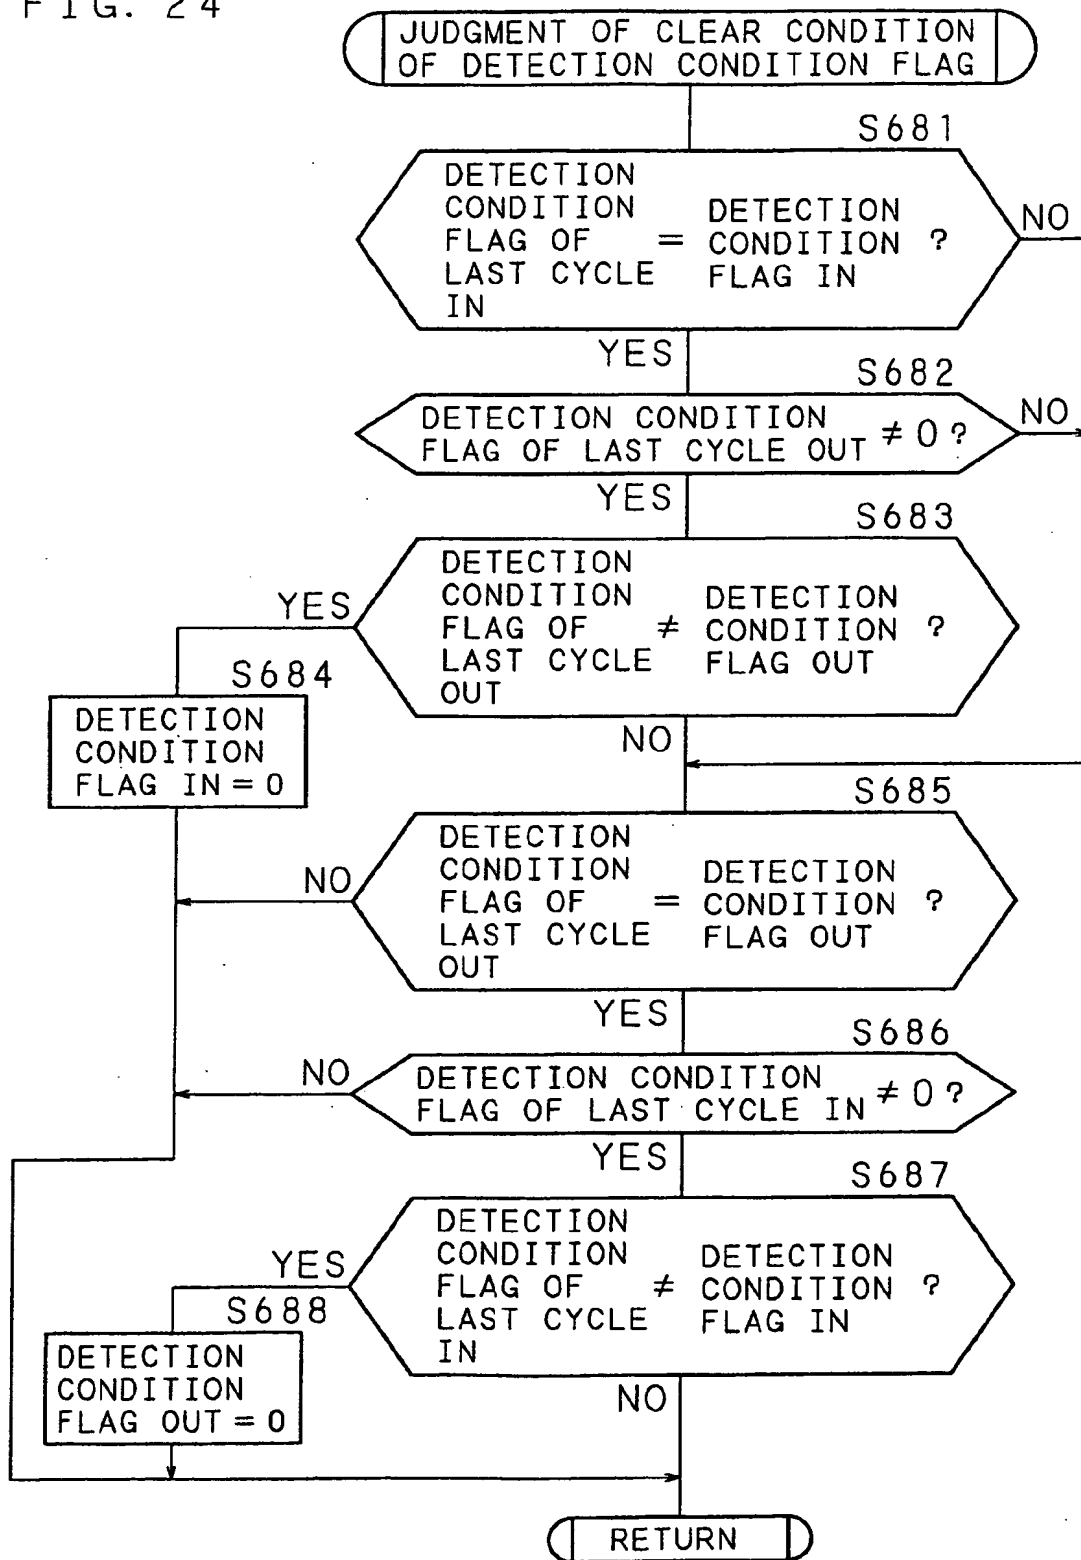 FIG. 24
JUDGMENT OF CLEAR CONDITION
OF DETECTION CONDITION FLAG
S681
DETECTION
CONDITION
FLAG OF
LAST CYCLE
IN
=
DETECTION
CONDITION
FLAG IN
?
NO
YES
S682
DETECTION CONDITION
FLAG OF LAST CYCLE OUT
≠ 0 ?
NO
YES
S683
DETECTION
CONDITION
FLAG OF
LAST CYCLE
OUT
≠
DETECTION
CONDITION
FLAG OUT
?
YES
S684
DETECTION
CONDITION
FLAG IN = 0
NO
S685
DETECTION
CONDITION
FLAG OF
LAST CYCLE
OUT
=
DETECTION
CONDITION
FLAG OUT
?
NO
YES
S686
DETECTION CONDITION
FLAG OF LAST CYCLE IN
≠ 0 ?
NO
YES
S687
DETECTION
CONDITION
FLAG OF
LAST CYCLE
IN
≠
DETECTION
CONDITION
FLAG IN
?
YES
S688
DETECTION
CONDITION
FLAG OUT = 0
NO
RETURN